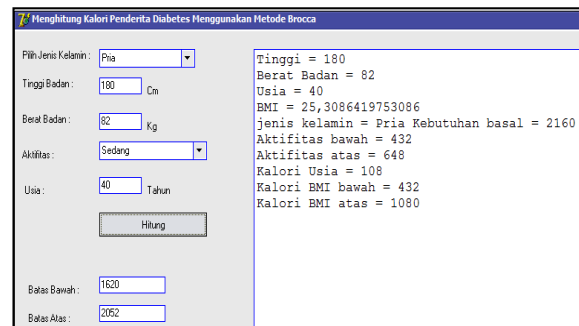 Menghitung Kalori Penderita Diabetes Menggunakan Metode Brocca
Pilih Jenis Kelamin : Pria
Tinggi Badan : 180 Cm
Berat Badan : 82 Kg
Aktifitas : Sedang
Usia : 40 Tahun
Hitung
Batas Bawah : 1620
Batas Atas : 2052
Tinggi = 180
Berat Badan = 82
Usia = 40
BMI = 25,3086419753086
jenis kelamin = Pria Kebutuhan basal = 2160
Aktifitas bawah = 432
Aktifitas atas = 648
Kalori Usia = 108
Kalori BMI bawah = 432
Kalori BMI atas = 1080